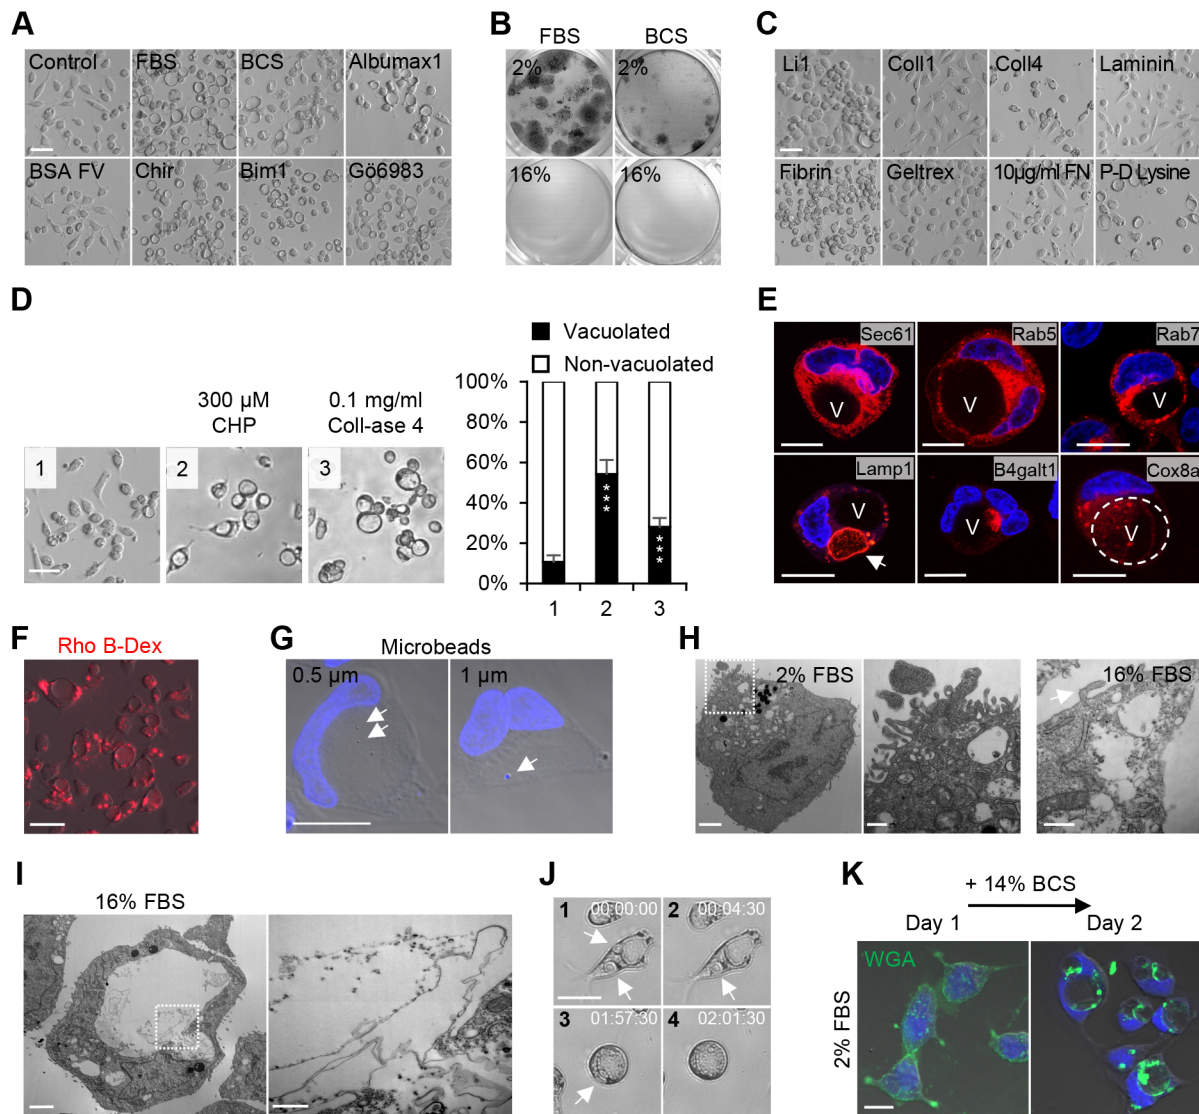 A
Control
FBS
BCS
Albumax1
BSA FV
Chir
Bim1
Gö6983
B
FBS
BCS
2%
2%
16%
16%
C
Li1
Coll1
Coll4
Laminin
Fibrin
Geltrex
10µg/ml FN
P-D Lysine
D
300 µM
CHP
0.1 mg/ml
Coll-ase 4
1
2
3
Vacuolated
Non-vacuolated
100%
80%
60%
40%
20%
0%
***
***
1
2
3
E
Sec61
Rab5
Rab7
V
V
V
Lamp1
B4galt1
Cox8a
V
V
V
F
Rho B-Dex
G
Microbeads
0.5 µm
1 µm
H
2% FBS
16% FBS
I
16% FBS
J
1
00:00:00
2
00:04:30
3
01:57:30
4
02:01:30
K
+ 14% BCS
Day 1
Day 2
WGA
2% FBS